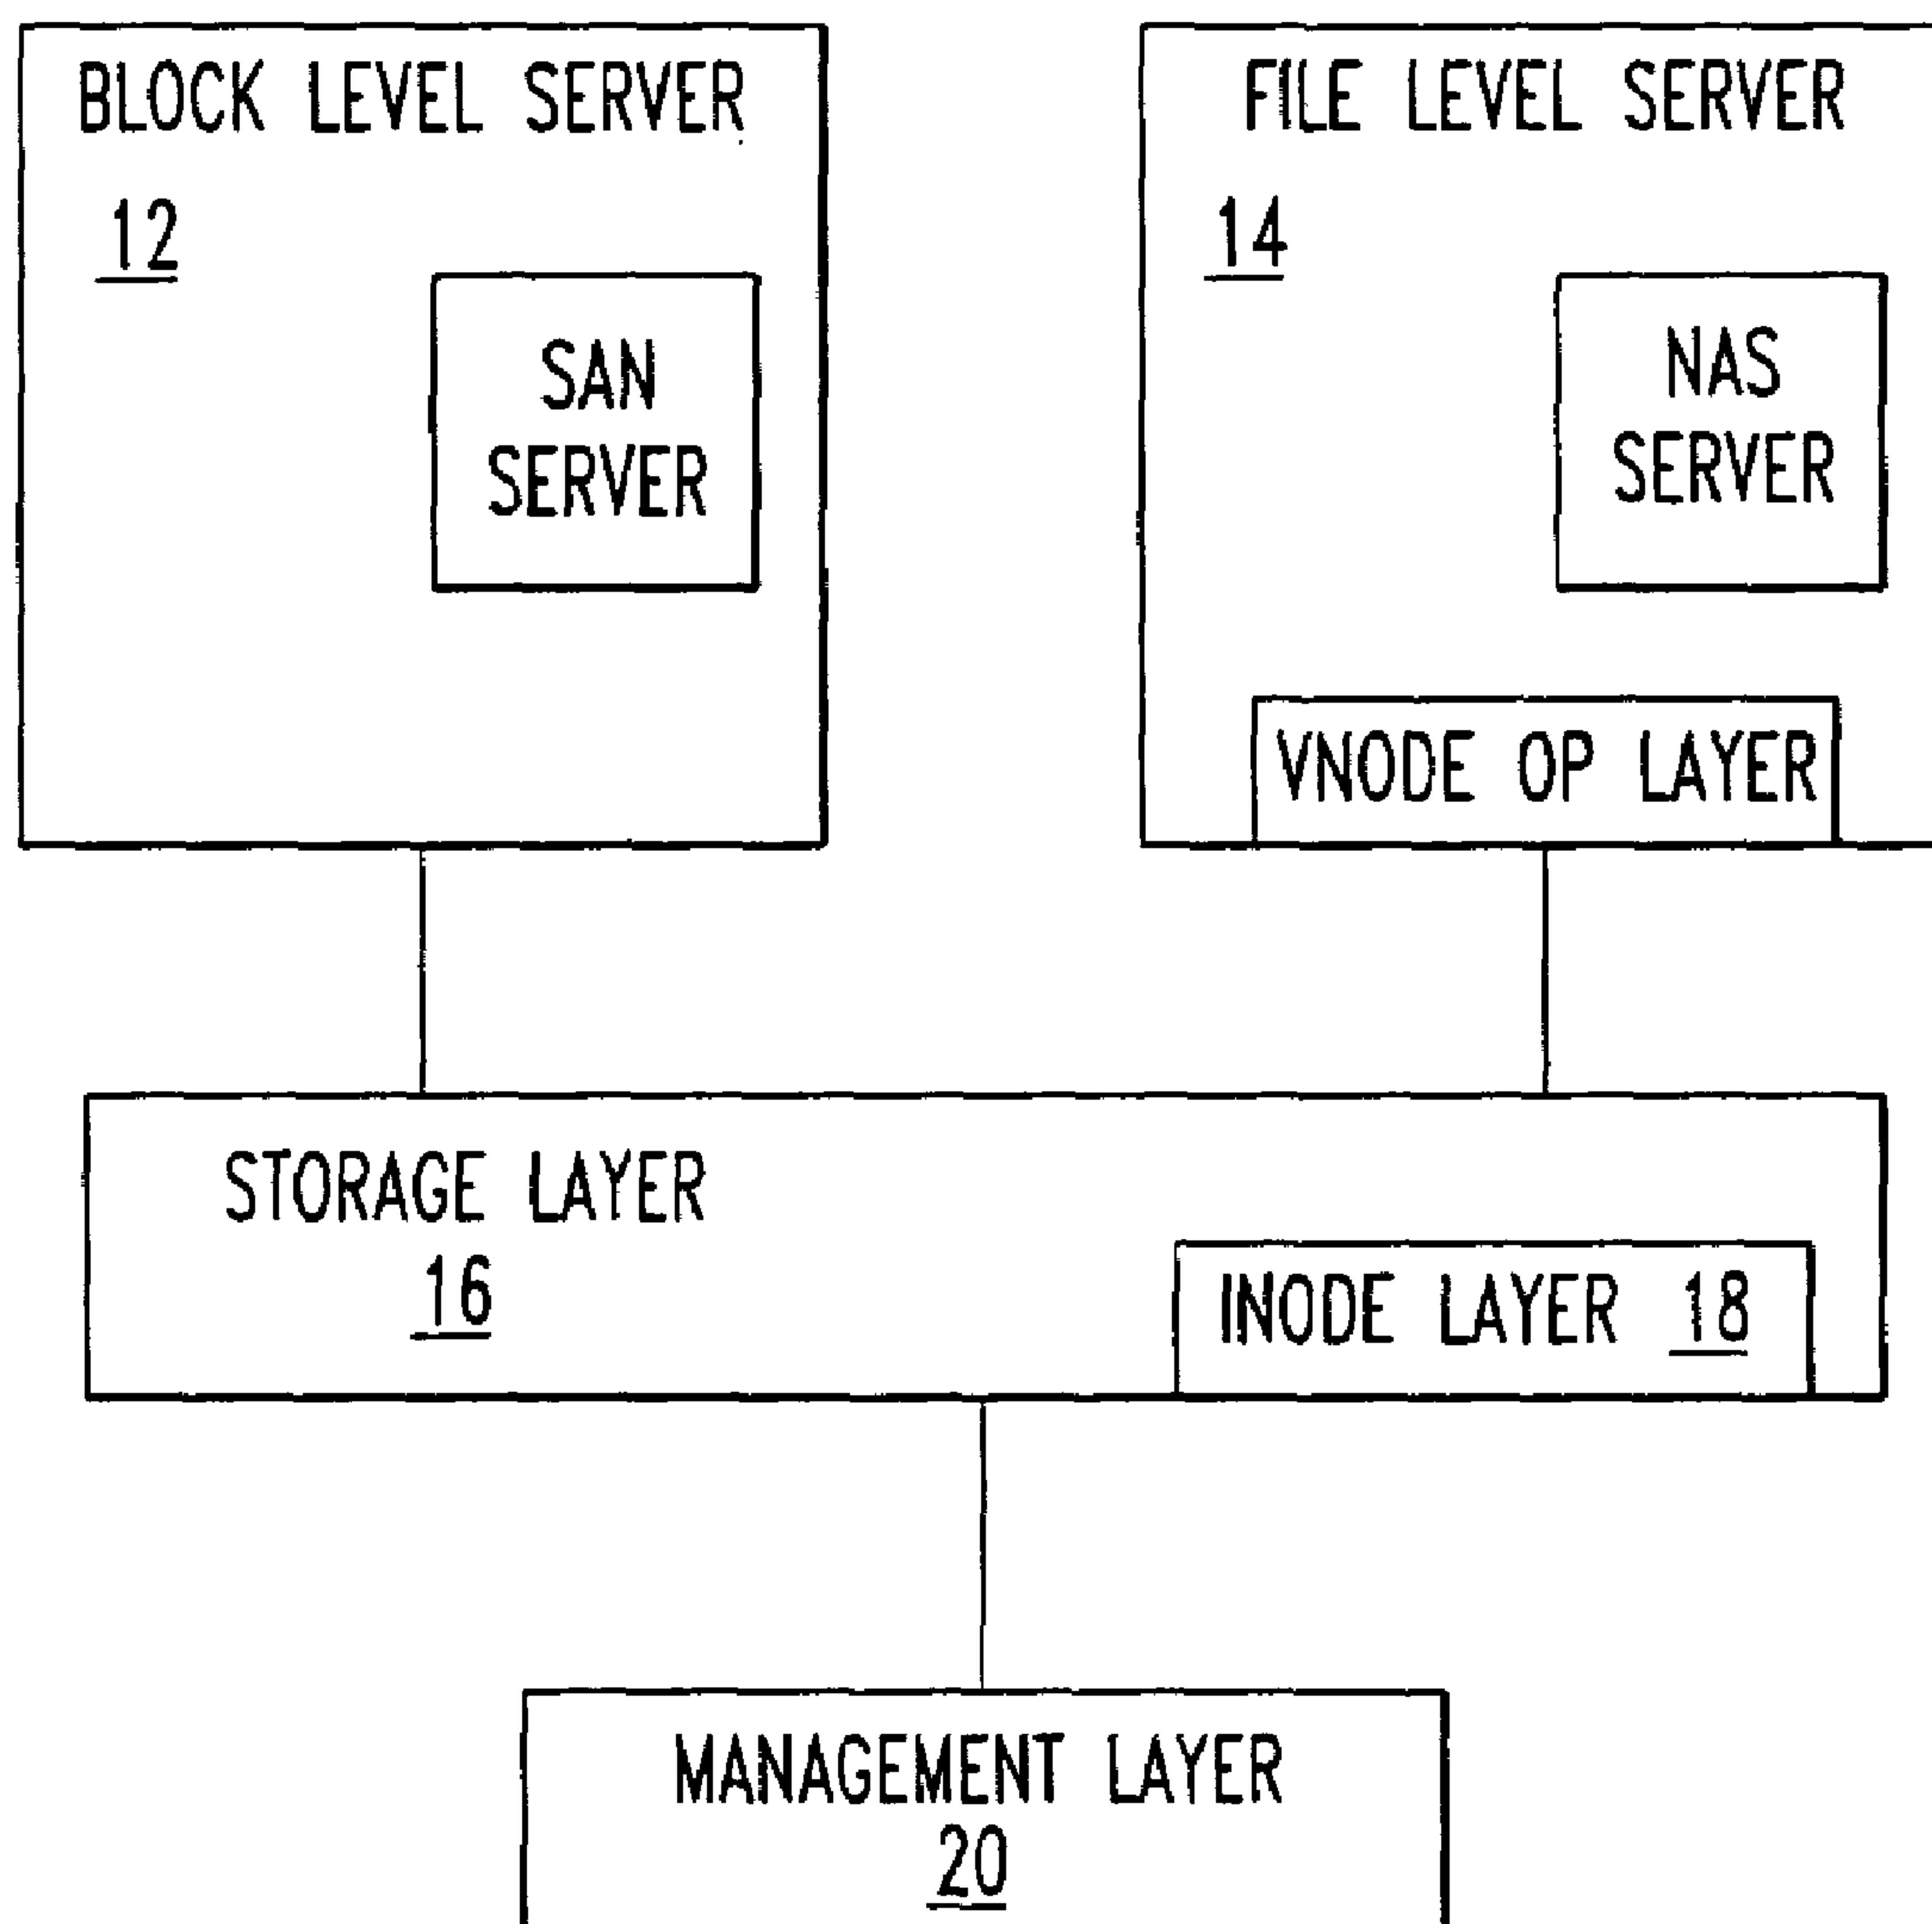 BLOCK LEVEL SERVER
12
SAN
SERVER
FILE LEVEL SERVER
14
NAS
SERVER
VNODE OP LAYER
STORAGE LAYER
16
INODE LAYER 18
MANAGEMENT LAYER
20